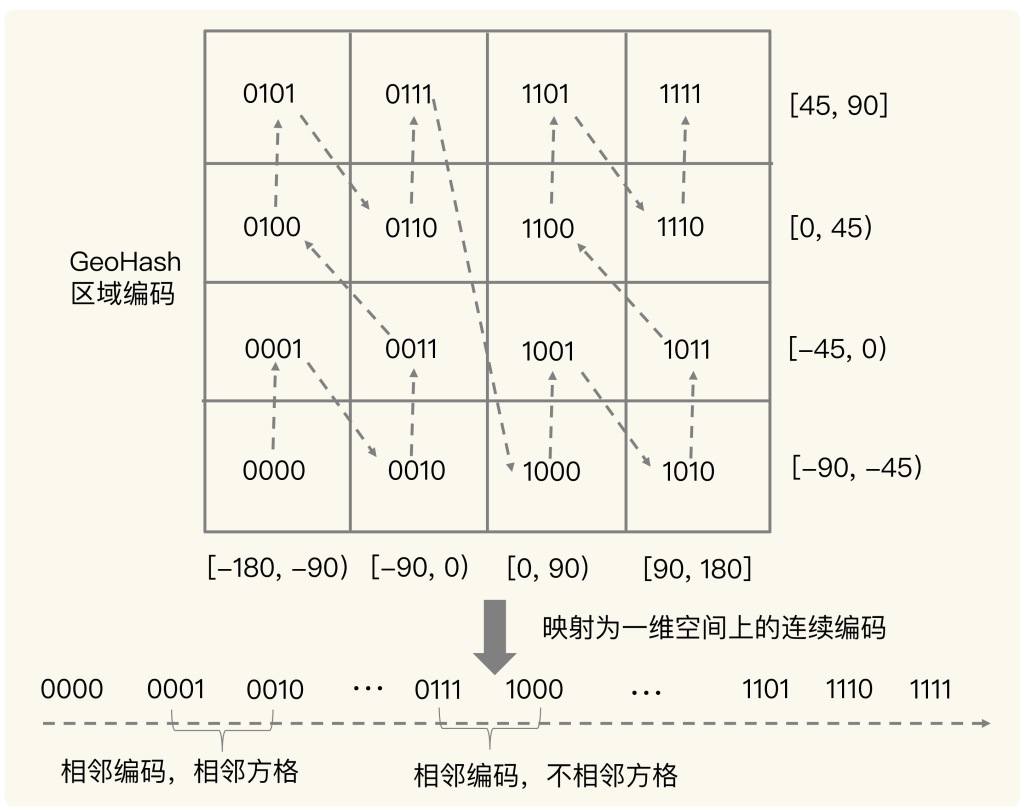 0101 0111 1101 1111 [45, 90]
0100 0110 1100 1110 [0, 45)
GeoHash
区域编码
0001 0011 1001 1011 [–45, 0)
0000 0010 1000 1010 [–90, –45)
[–180, –90) [–90, 0) [0, 90) [90, 180]
映射为一维空间上的连续编码
0000 0001 0010 ··· 0111 1000 ··· 1101 1110 1111
相邻编码，相邻方格
相邻编码，不相邻方格